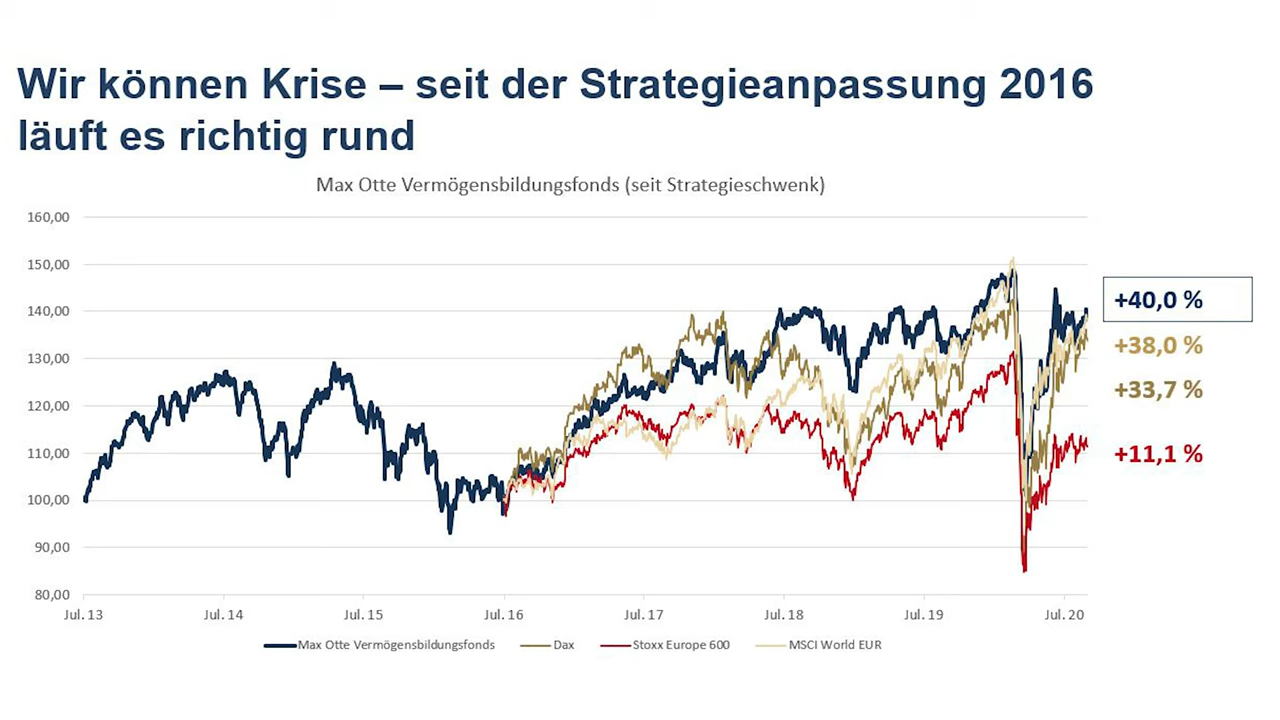 Wir können Krise – seit der Strategieanpassung 2016
läuft es richtig rund
Max Otte Vermögensbildungsfonds (seit Strategieschwenk)
160,00
150,00
140,00
130,00
120,00
110,00
100,00
90,00
80,00
+40,0 %
+38,0 %
+33,7 %
+11,1 %
Jul. 13 Jul. 14 Jul. 15 Jul. 16 Jul. 17 Jul. 18 Jul. 19 Jul. 20
Max Otte Vermögensbildungsfonds Dax Stoxx Europe 600 MSCI World EUR